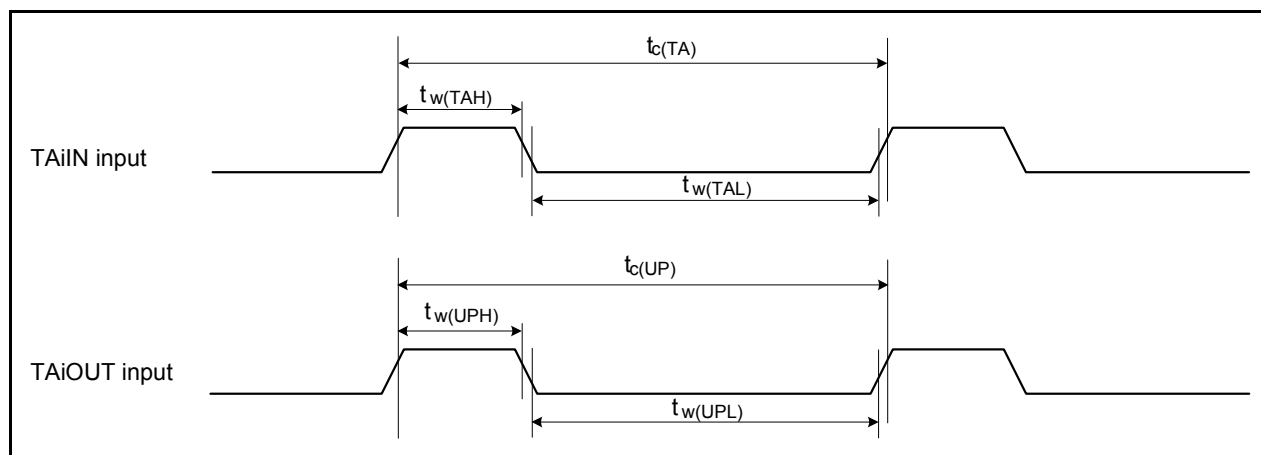 tc(TA)
tw(TAH)
TAiIN input
tw(TAL)
tc(UP)
tw(UPH)
TAiOUT input
tw(UPL)